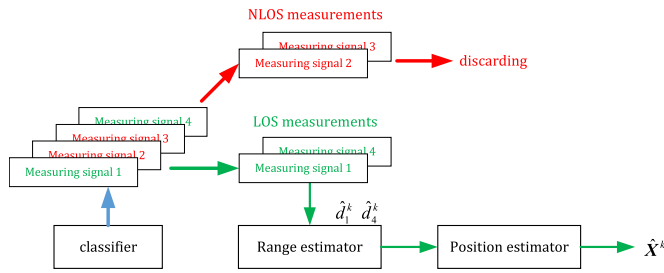 NLOS measurements
Measuring signal 3
Measuring signal 2
discarding
Measuring signal 4
Measuring signal 3
Measuring signal 2
Measuring signal 1
LOS measurements
Measuring signal 4
Measuring signal 1
d̂₁ᵏ d̂₄ᵏ
classifier
Range estimator
Position estimator
X̂ᵏ